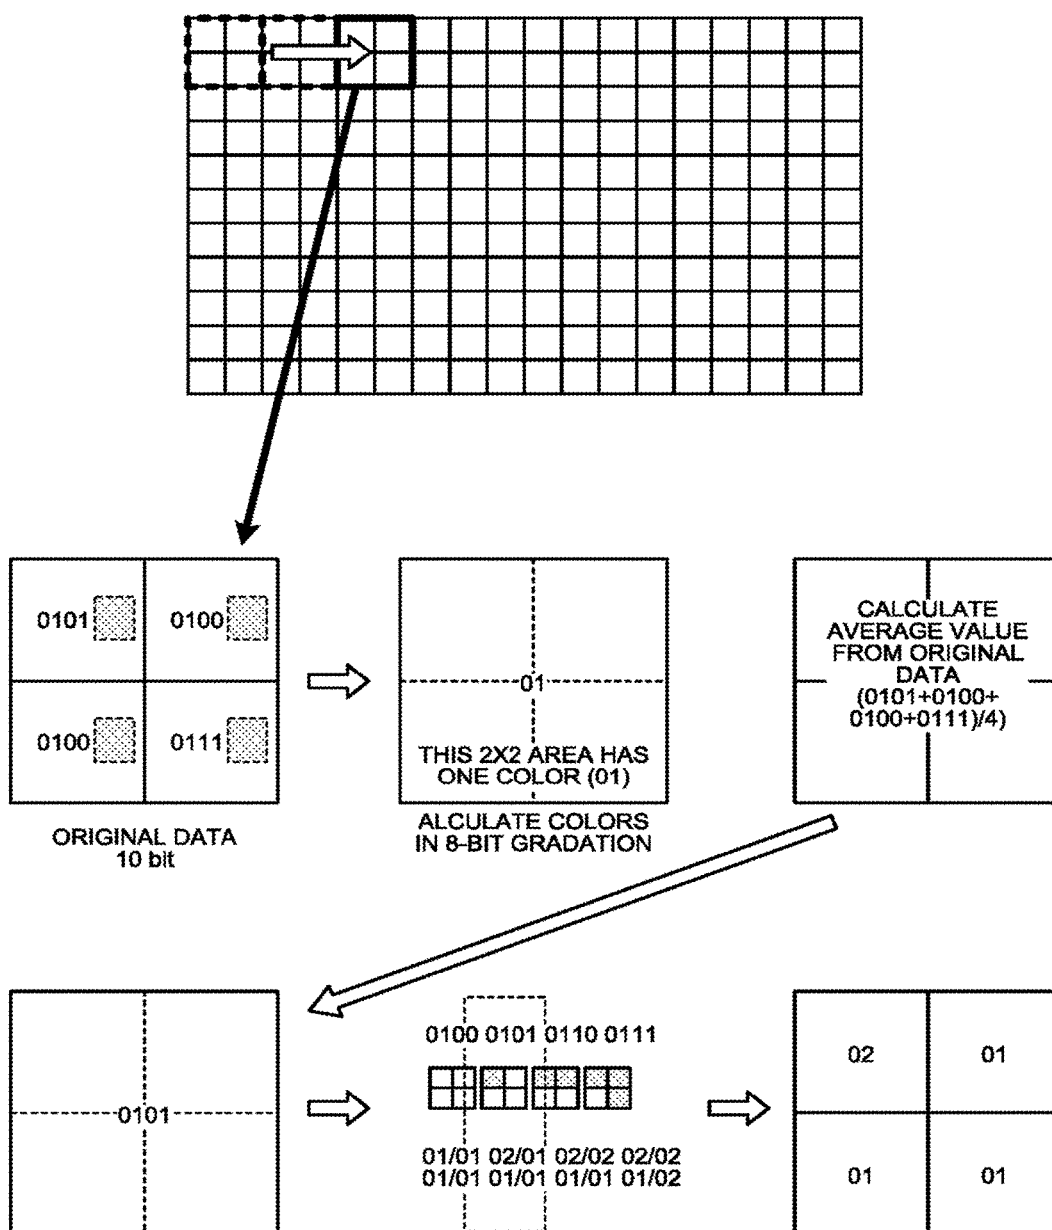 0101 0100
0100 0111
ORIGINAL DATA
10 bit
01
THIS 2X2 AREA HAS
ONE COLOR (01)
ALCULATE COLORS
IN 8-BIT GRADATION
CALCULATE
AVERAGE VALUE
FROM ORIGINAL
DATA
(0101+0100+
0100+0111)/4)
0101
0100 0101 0110 0111
01/01 02/01 02/02 02/02
01/01 01/01 01/01 01/02
02 01
01 01